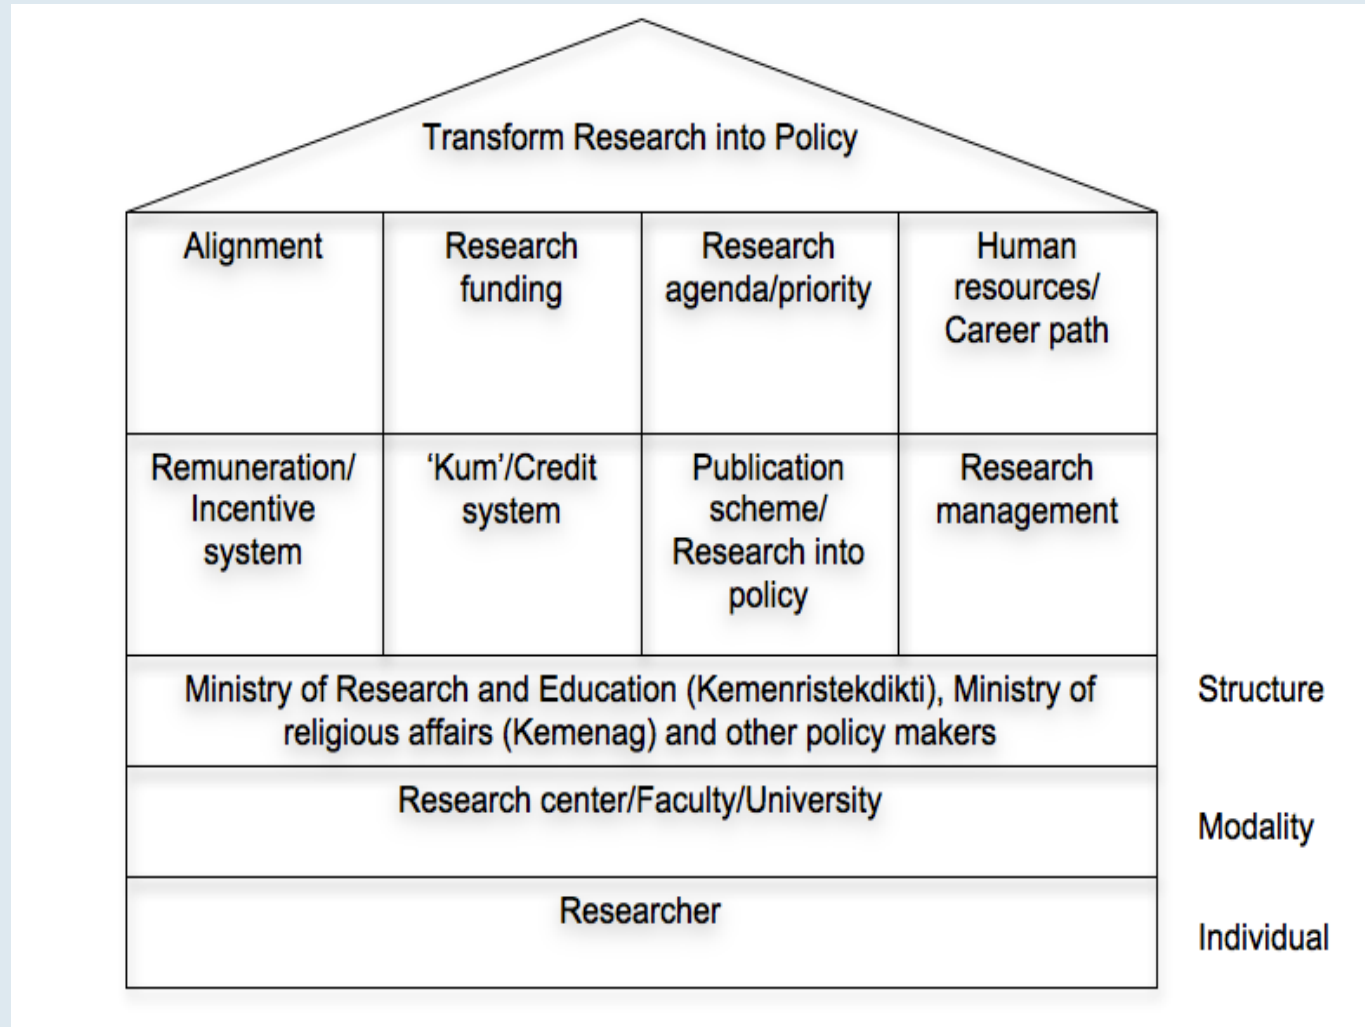 Transform Research into Policy
Alignment
Research
funding
Research
agenda/priority
Human
resources/
Career path
Remuneration/
Incentive
system
‘Kum’/Credit
system
Publication
scheme/
Research into
policy
Research
management
Ministry of Research and Education (Kemenristekdikti), Ministry of
religious affairs (Kemenag) and other policy makers
Structure
Research center/Faculty/University
Modality
Researcher
Individual